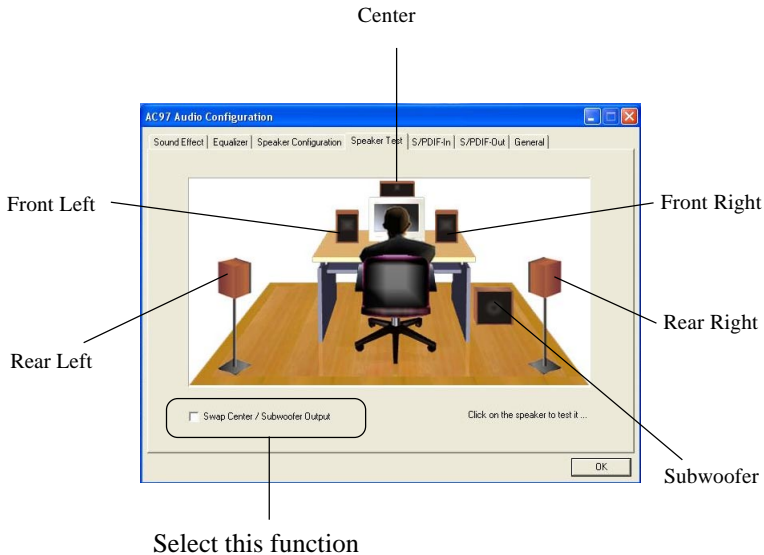 Center
AC97 Audio Configuration
Sound Effect Equalizer Speaker Configuration Speaker Test S/PDIF-In S/PDIF-Out General
Front Left
Front Right
Rear Left
Rear Right
Swap Center / Subwoofer Output
Click on the speaker to test it ...
OK
Subwoofer
Select this function